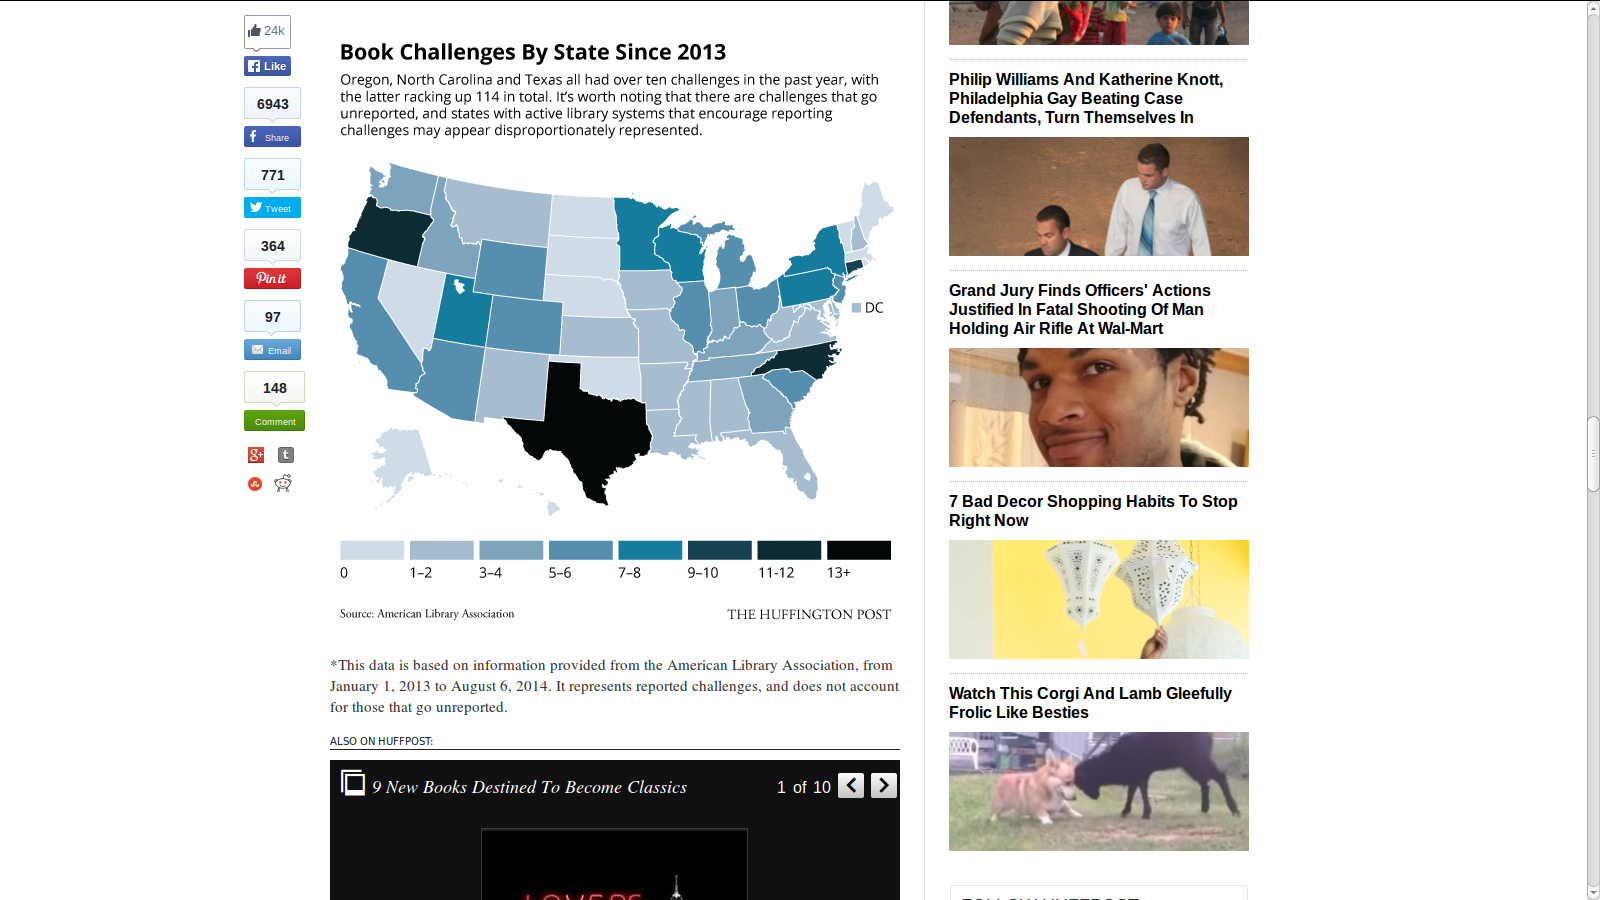 24k
Like
6943
Share
771
Tweet
364
Pin it
97
Email
148
Comment
g+
t
Book Challenges By State Since 2013
Oregon, North Carolina and Texas all had over ten challenges in the past year, with
the latter racking up 114 in total. It's worth noting that there are challenges that go
unreported, and states with active library systems that encourage reporting
challenges may appear disproportionately represented.
DC
0 1–2 3–4 5–6 7–8 9–10 11-12 13+
Source: American Library Association THE HUFFINGTON POST
*This data is based on information provided from the American Library Association, from
January 1, 2013 to August 6, 2014. It represents reported challenges, and does not account
for those that go unreported.
ALSO ON HUFFPOST:
9 New Books Destined To Become Classics 1 of 10
LOVERS
Philip Williams And Katherine Knott,
Philadelphia Gay Beating Case
Defendants, Turn Themselves In
Grand Jury Finds Officers' Actions
Justified In Fatal Shooting Of Man
Holding Air Rifle At Wal-Mart
7 Bad Decor Shopping Habits To Stop
Right Now
Watch This Corgi And Lamb Gleefully
Frolic Like Besties
FOLLOW HUFFPOST